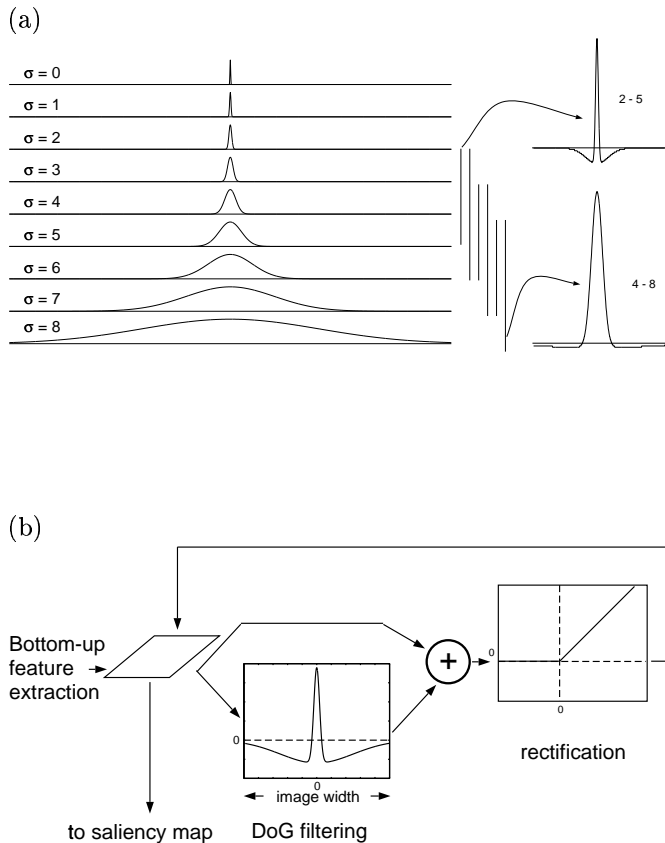 (a)
σ = 0
σ = 1
σ = 2
σ = 3
σ = 4
σ = 5
σ = 6
σ = 7
σ = 8
2 - 5
4 - 8
(b)
Bottom-up
feature
extraction
to saliency map
0
0
image width
DoG filtering
+
0
0
rectification